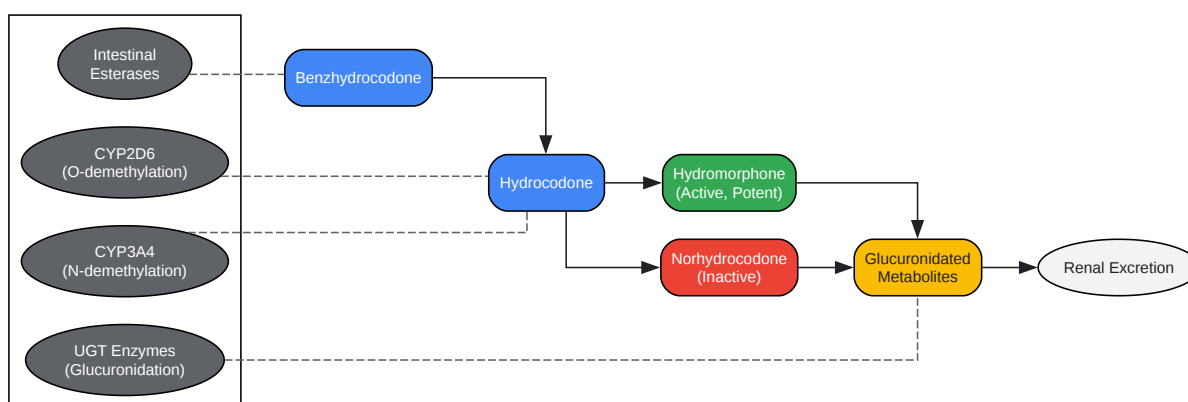 Intestinal
Esterases
Benzhydrocodone
CYP2D6
(O-demethylation)
Hydrocodone
Hydromorphone
(Active, Potent)
CYP3A4
(N-demethylation)
Norhydrocodone
(Inactive)
Glucuronidated
Metabolites
Renal Excretion
UGT Enzymes
(Glucuronidation)